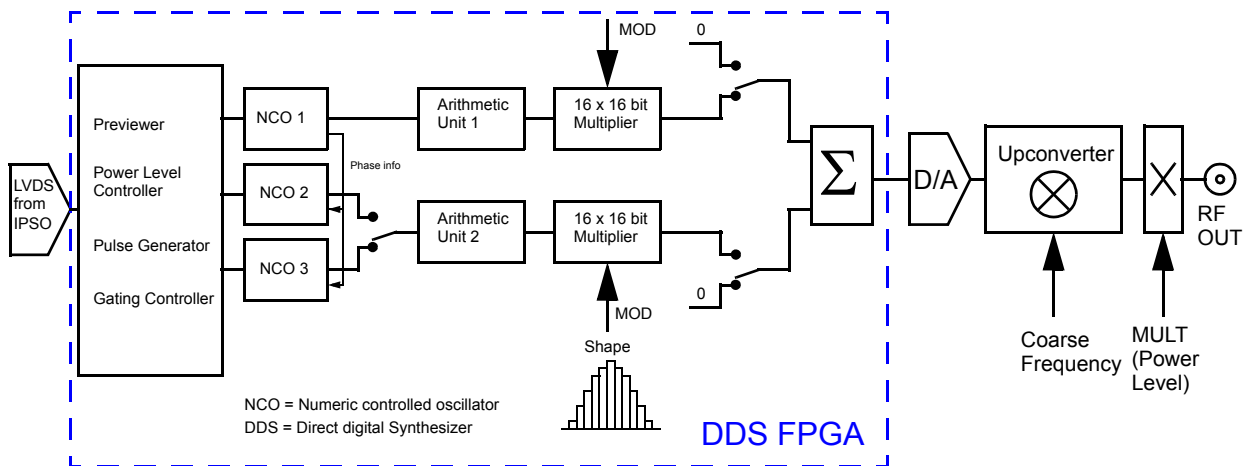 LVDS
from
IPSO
Previewer
Power Level
Controller
Pulse Generator
Gating Controller
NCO 1
NCO 2
NCO 3
Phase info
Arithmetic
Unit 1
Arithmetic
Unit 2
MOD
16 x 16 bit
Multiplier
16 x 16 bit
Multiplier
MOD
Shape
0
0
Σ
D/A
Upconverter
RF
OUT
Coarse
Frequency
MULT
(Power
Level)
NCO = Numeric controlled oscillator
DDS = Direct digital Synthesizer
DDS FPGA